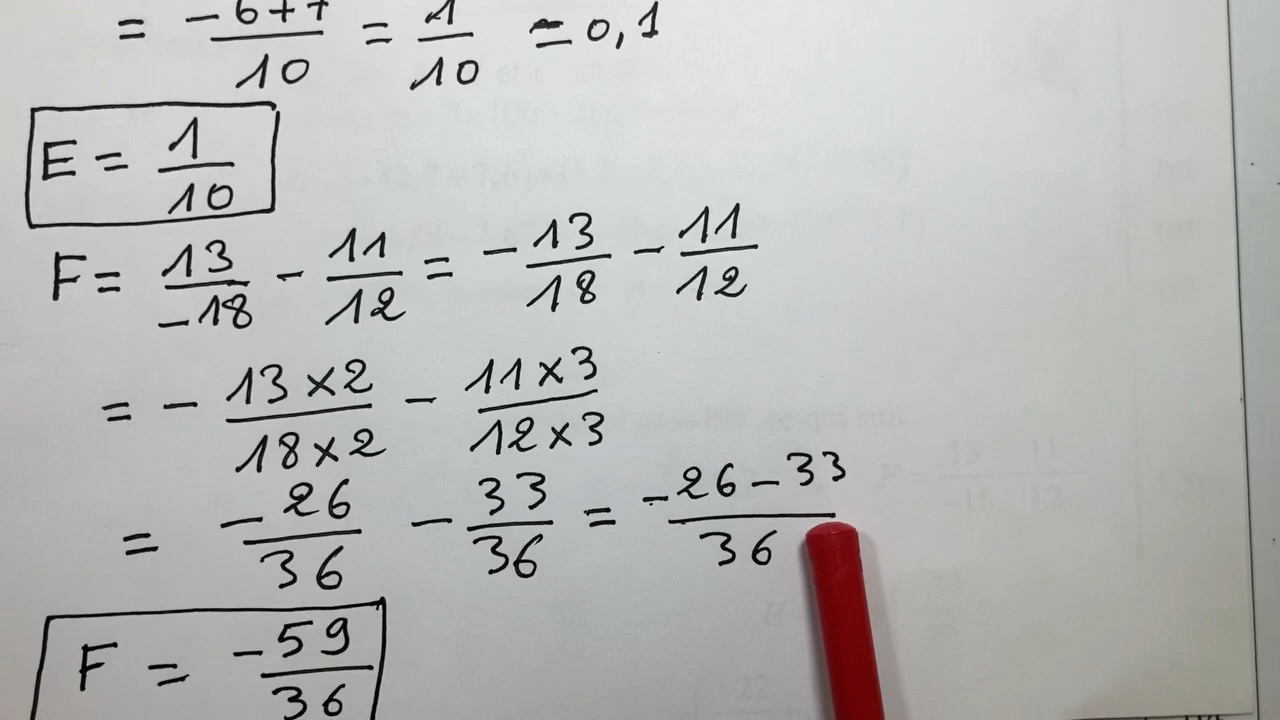 = (-6+7)/10 = 1/10 = 0,1
E = 1/10
F = 13/-18 - 11/12 = - 13/18 - 11/12
= - (13×2)/(18×2) - (11×3)/(12×3)
= -26/36 - 33/36 = (-26-33)/36
F = -59/36